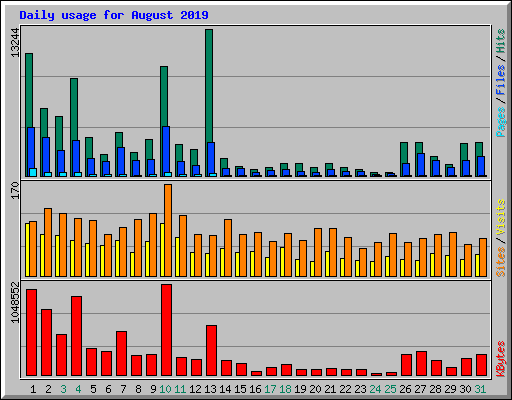 Daily usage for August 2019
13244
Pages / Files / Hits
170
Sites / Visits
1048552
KBytes
1 2 3 4 5 6 7 8 9 10 11 12 13 14 15 16 17 18 19 20 21 22 23 24 25 26 27 28 29 30 31